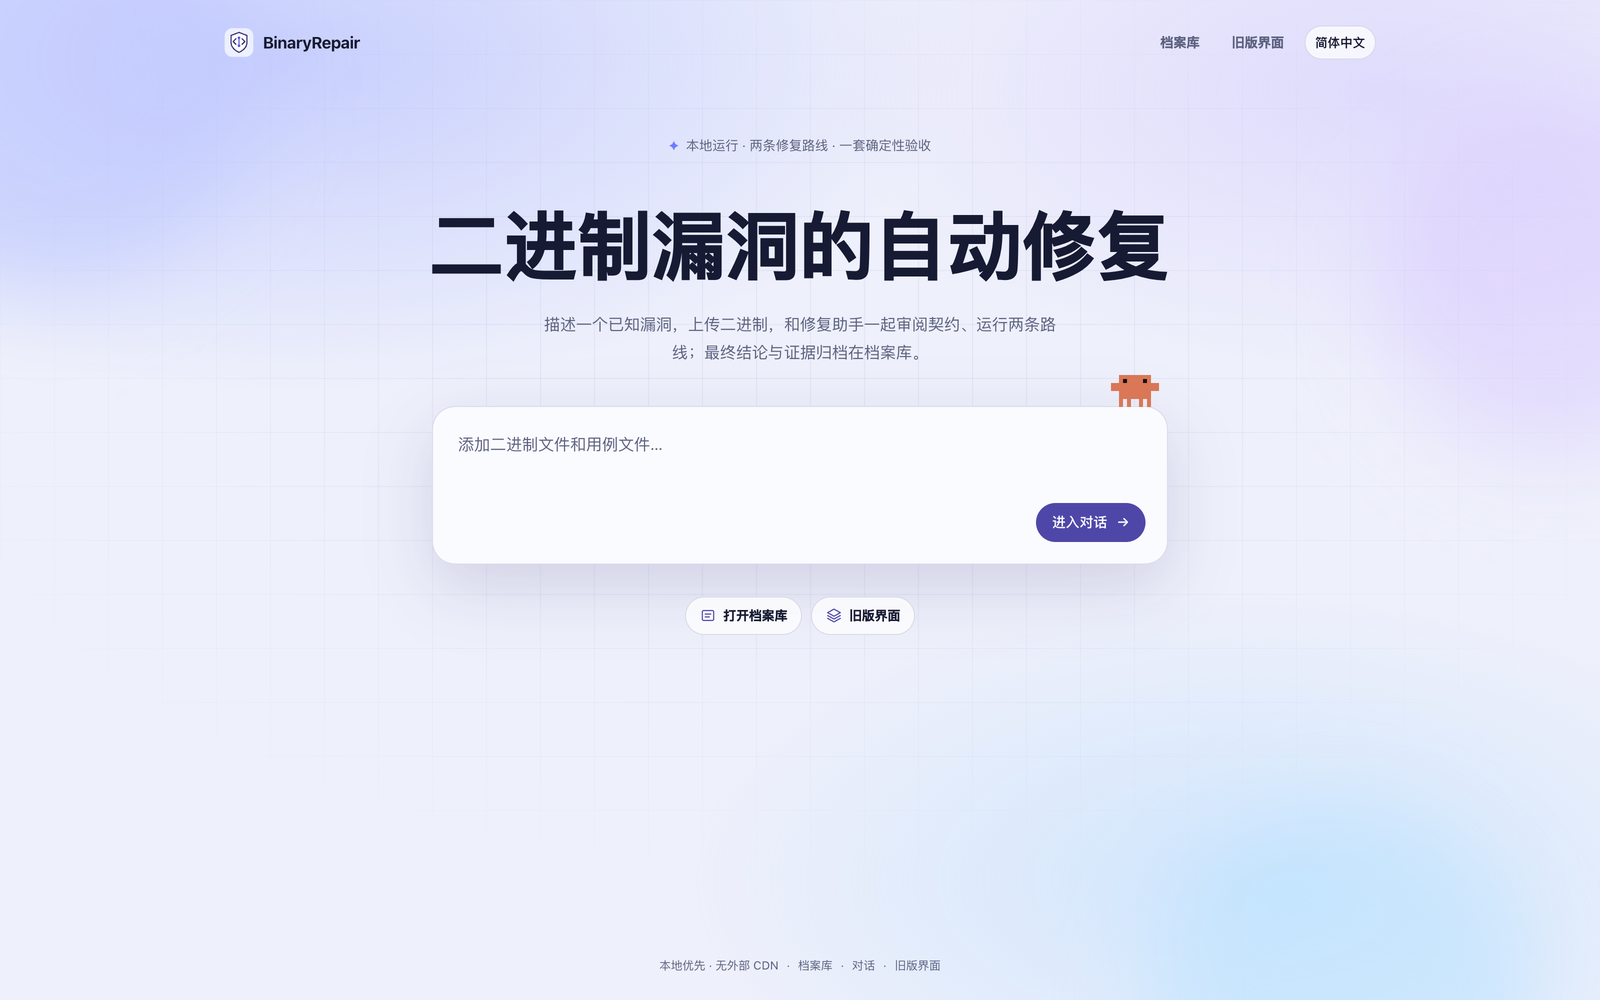 BinaryRepair
档案库
旧版界面
简体中文
本地运行 · 两条修复路线 · 一套确定性验收
二进制漏洞的自动修复
描述一个已知漏洞，上传二进制，和修复助手一起审阅契约、运行两条路
线；最终结论与证据归档在档案库。
添加二进制文件和用例文件...
进入对话 →
打开档案库
旧版界面
本地优先 · 无外部 CDN · 档案库 · 对话 · 旧版界面